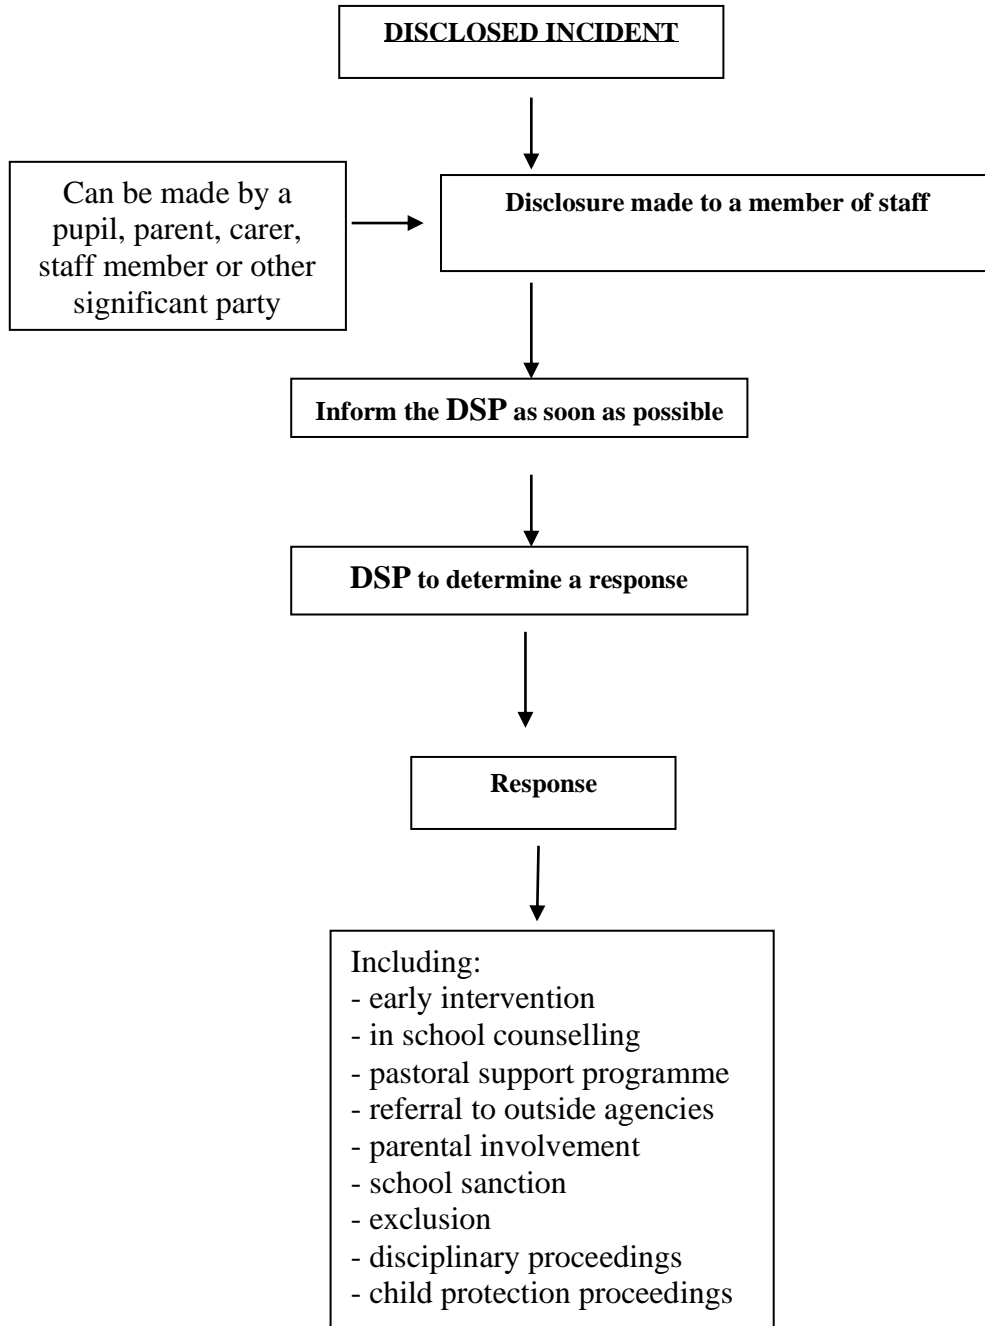 DISCLOSED INCIDENT
Can be made by a
pupil, parent, carer,
staff member or other
significant party
Disclosure made to a member of staff
Inform the DSP as soon as possible
DSP to determine a response
Response
Including:
- early intervention
- in school counselling
- pastoral support programme
- referral to outside agencies
- parental involvement
- school sanction
- exclusion
- disciplinary proceedings
- child protection proceedings